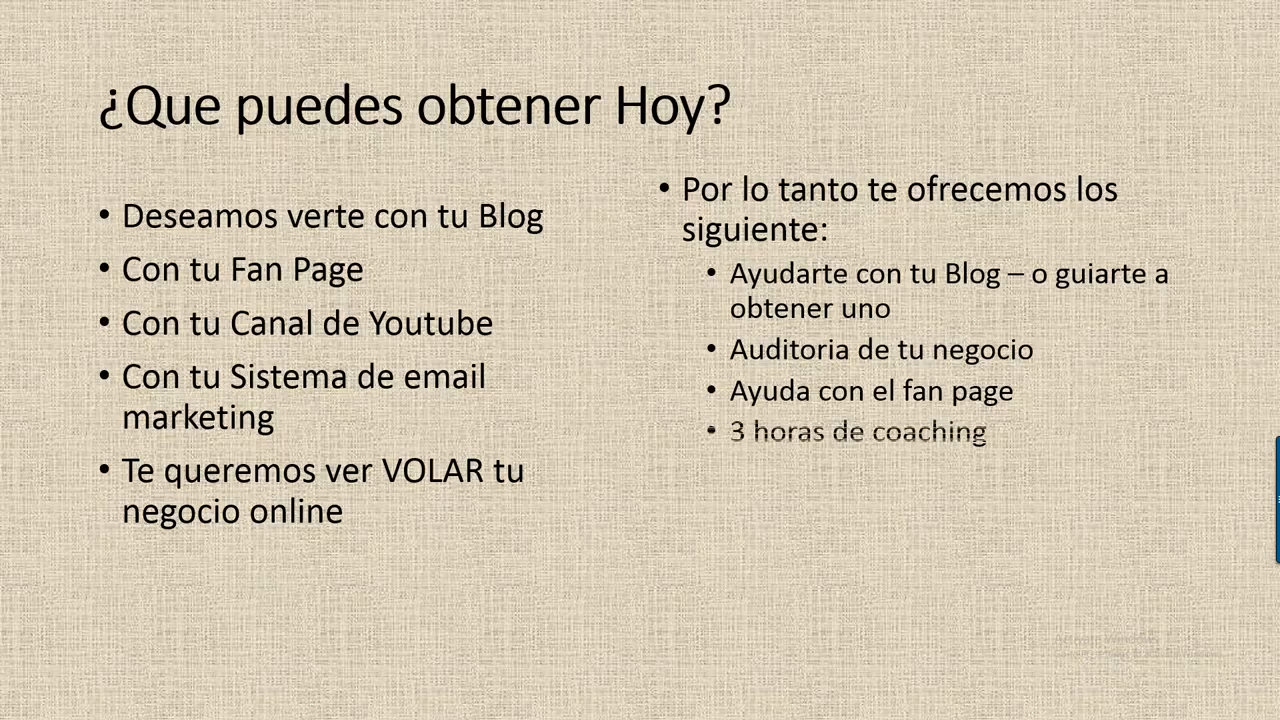 ¿Que puedes obtener Hoy?
• Deseamos verte con tu Blog
• Con tu Fan Page
• Con tu Canal de Youtube
• Con tu Sistema de email
marketing
• Te queremos ver VOLAR tu
negocio online
• Por lo tanto te ofrecemos los
siguiente:
• Ayudarte con tu Blog – o guiarte a
obtener uno
• Auditoria de tu negocio
• Ayuda con el fan page
• 3 horas de coaching